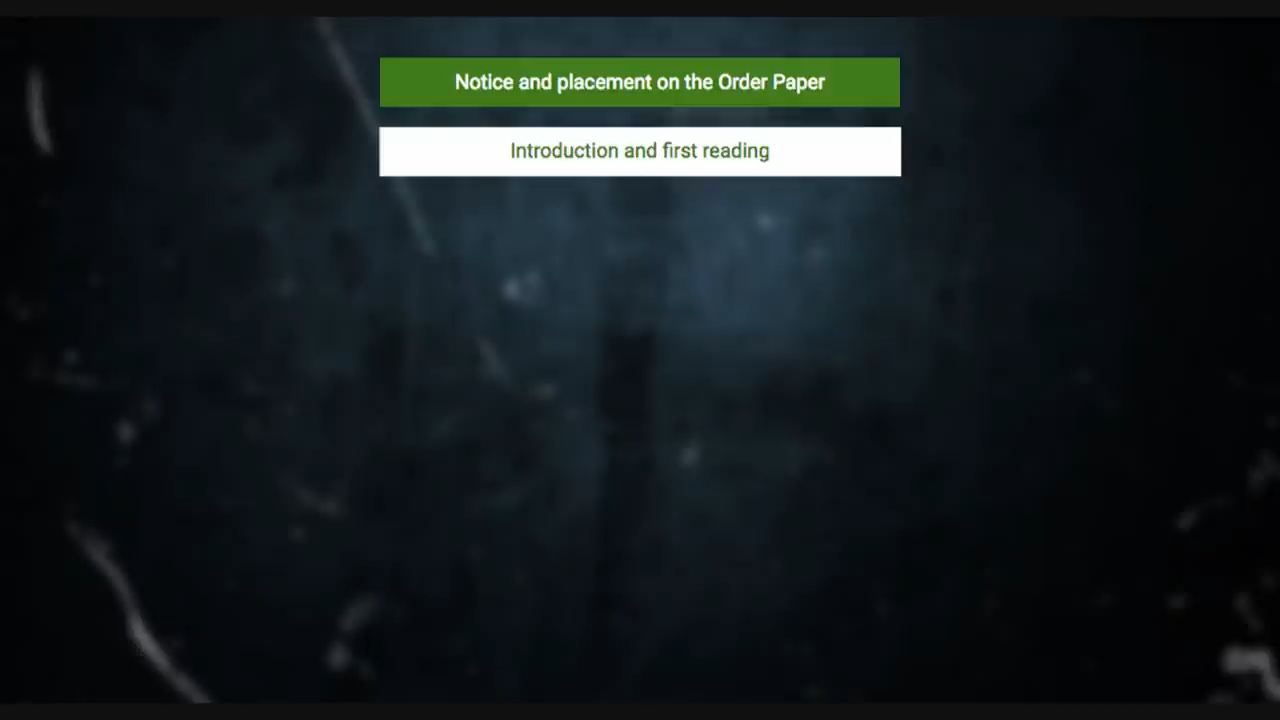 Notice and placement on the Order Paper
Introduction and first reading